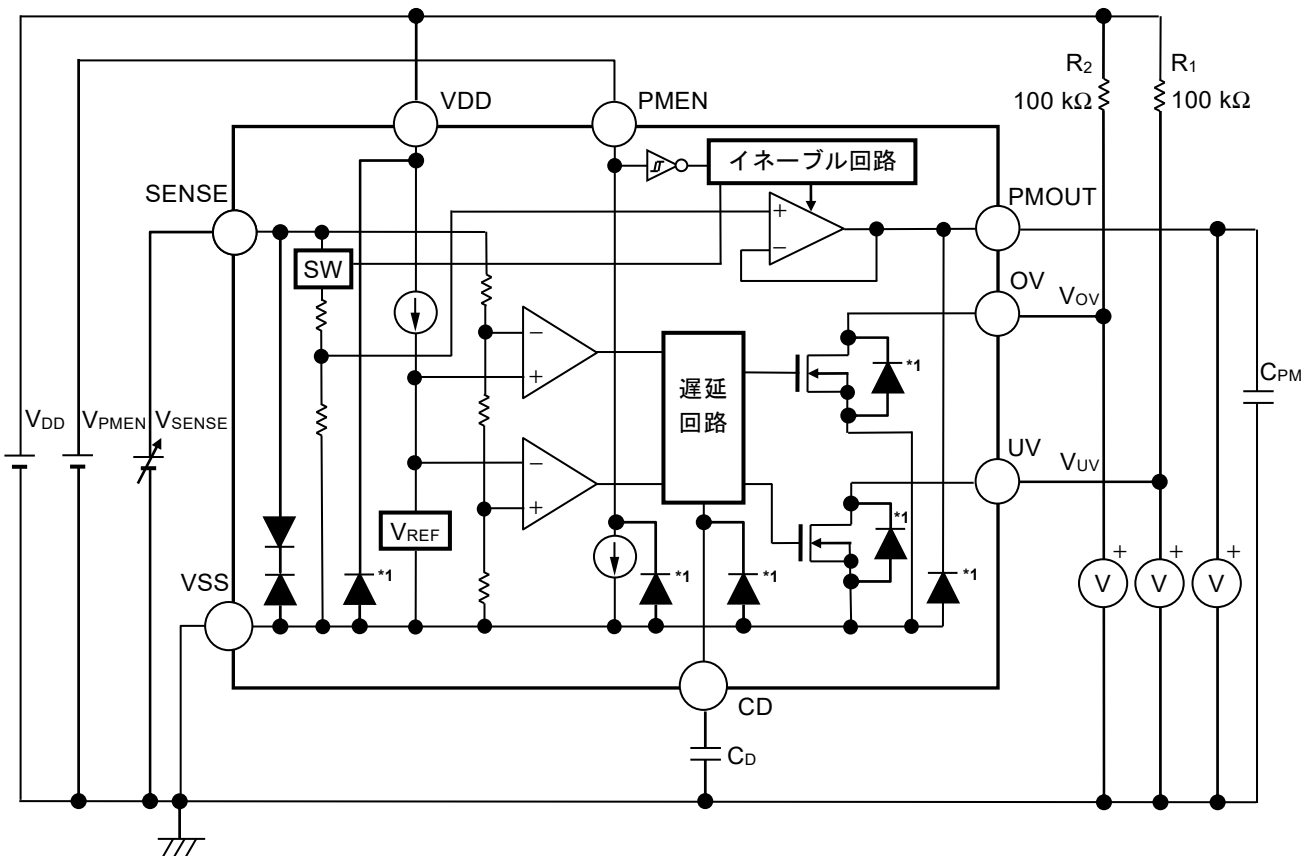 R2
100 kΩ
R1
100 kΩ
VDD
PMEN
イネーブル回路
SENSE
PMOUT
+
−
SW
OV
VOV
−
+
*1
遅延
回路
CPM
VDD
VPMEN
VSENSE
UV
VUV
−
+
*1
VREF
VSS
*1
*1
*1
*1
+
V
+
V
+
V
CD
CD